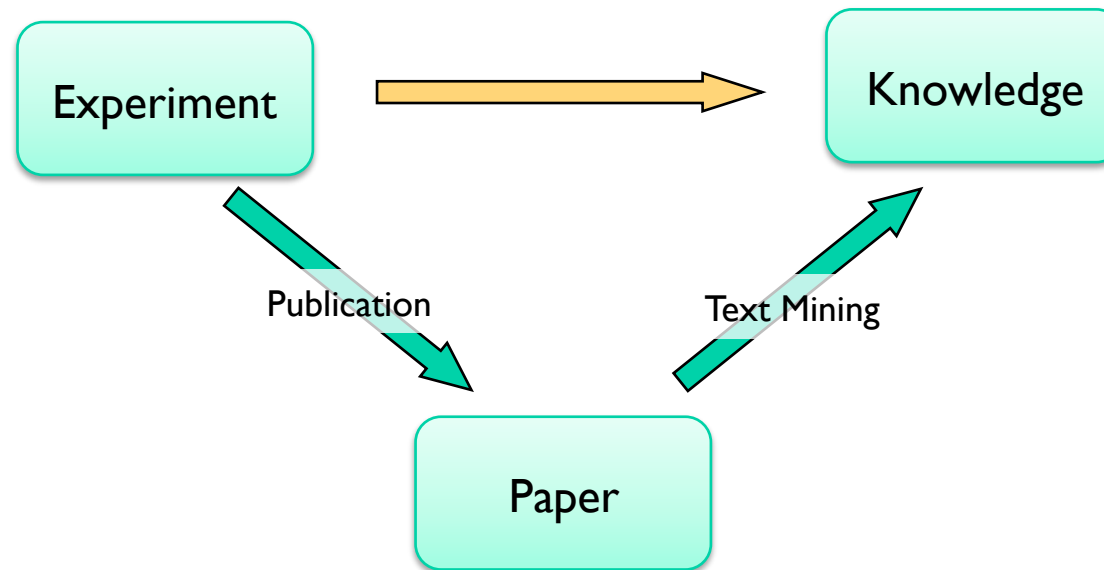 Experiment
Knowledge
Publication
Text Mining
Paper